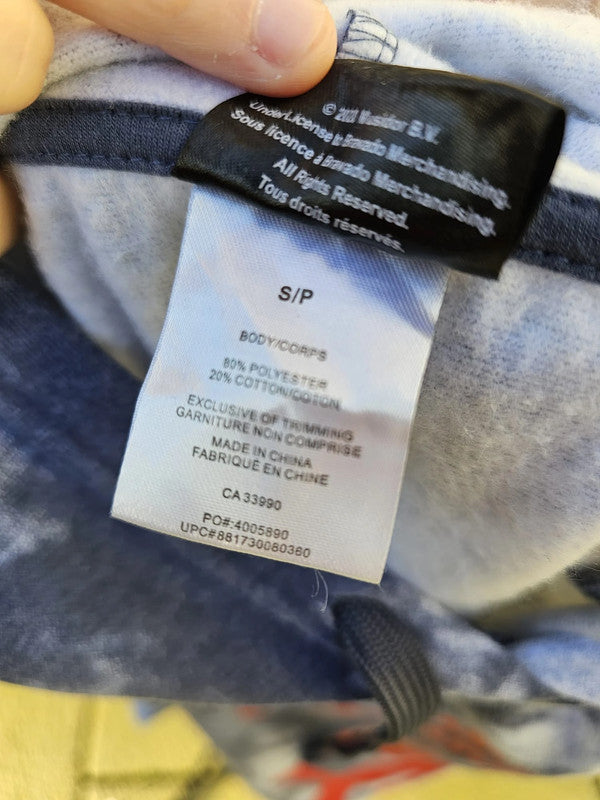 ©
B.V.
Under License to Bravado Merchandising.
Sous licence à Bravado Merchandising.
All Rights Reserved.
Tous droits réservés.
S/P
BODY/CORPS
80% POLYESTER
20% COTTON/COTON
EXCLUSIVE OF TRIMMING
GARNITURE NON COMPRISE
MADE IN CHINA
FABRIQUÉ EN CHINE
CA 33990
PO#:4005890
UPC#881730080360